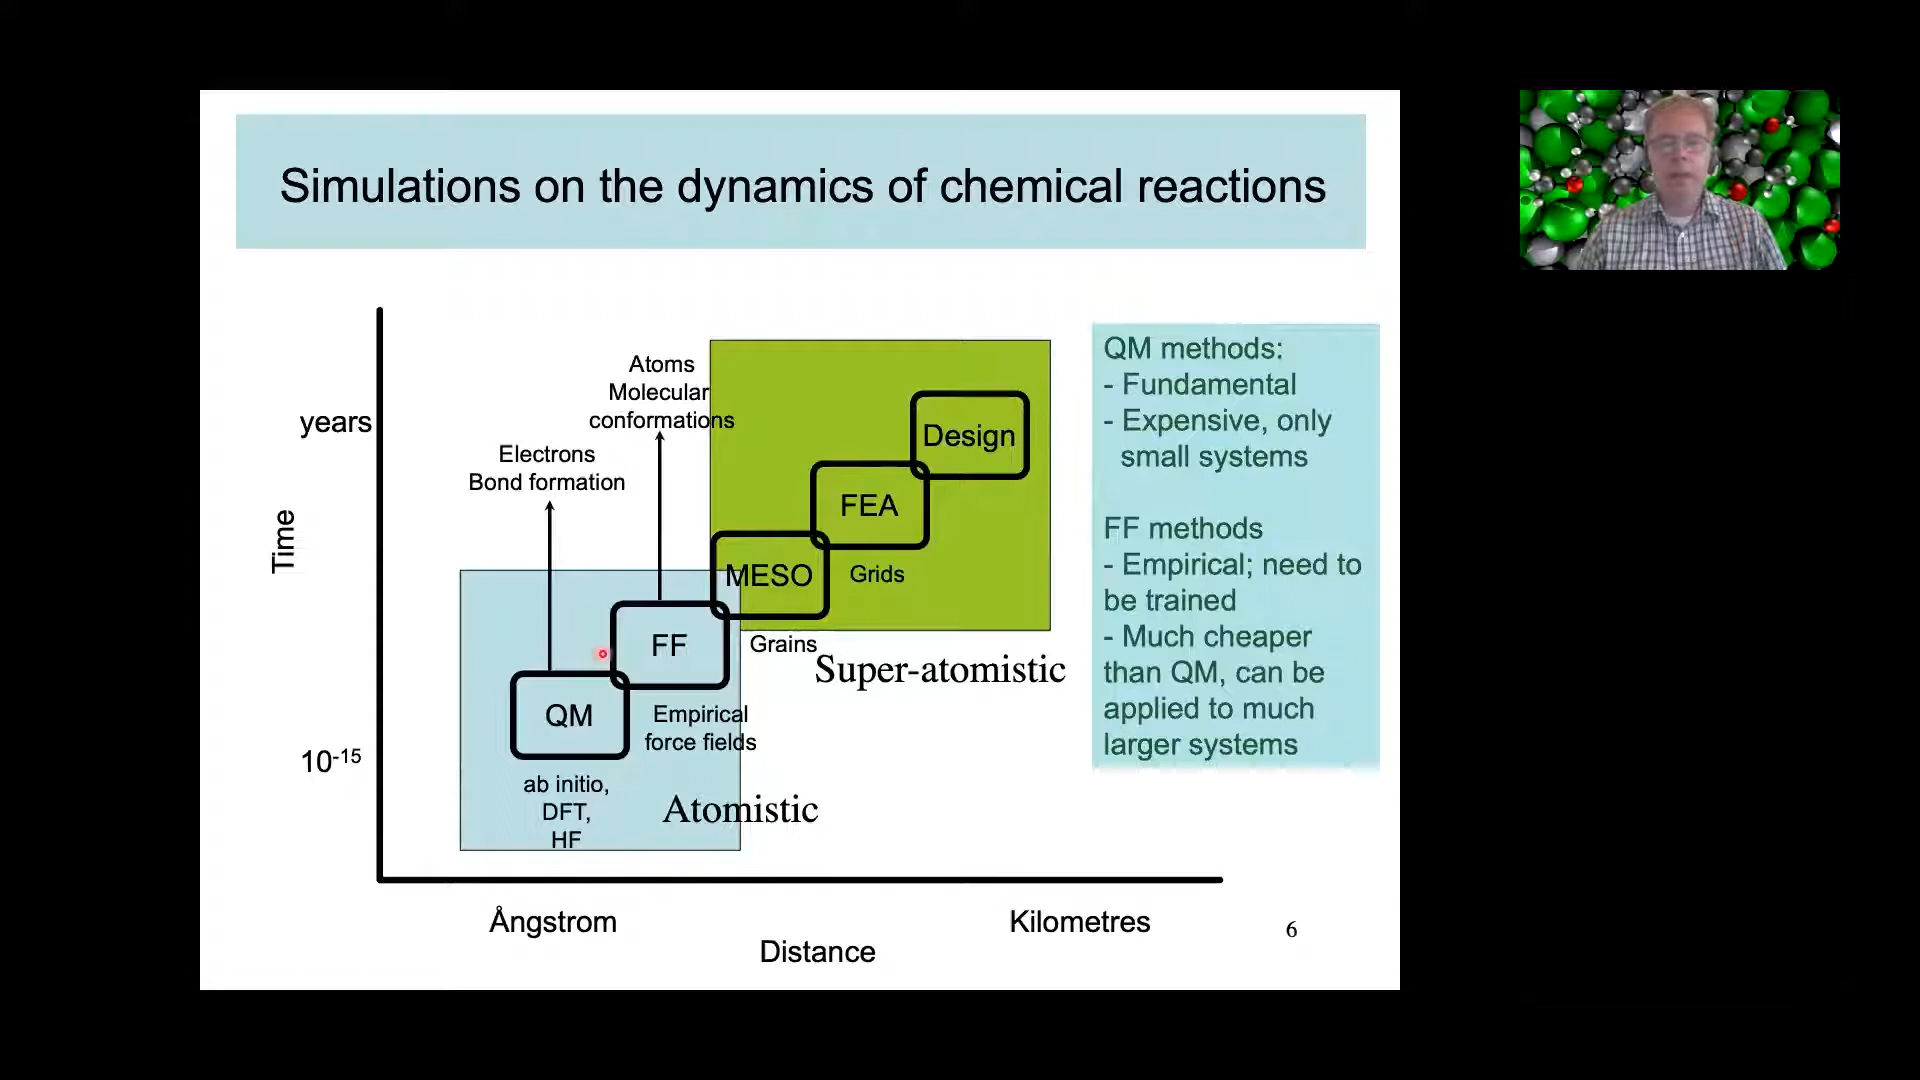 Simulations on the dynamics of chemical reactions
Atoms
Molecular
conformations
years
Electrons
Bond formation
Design
FEA
Time
MESO
Grids
FF
Grains
Super-atomistic
QM
Empirical
force fields
10-15
ab initio,
DFT,
HF
Atomistic
Ångstrom
Kilometres
Distance
QM methods:
- Fundamental
- Expensive, only
small systems
FF methods
- Empirical; need to
be trained
- Much cheaper
than QM, can be
applied to much
larger systems
6